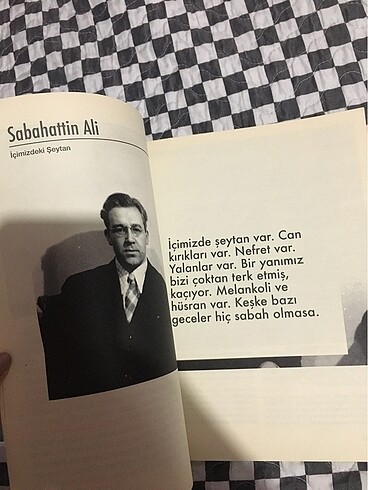 Sabahattin Ali
İçimizdeki Şeytan
İçimizde şeytan var. Can
kırıkları var. Nefret var.
Yalanlar var. Bir yanımız
bizi çoktan terk etmiş,
kaçıyor. Melankoli ve
hüsran var. Keşke bazı
geceler hiç sabah olmasa.